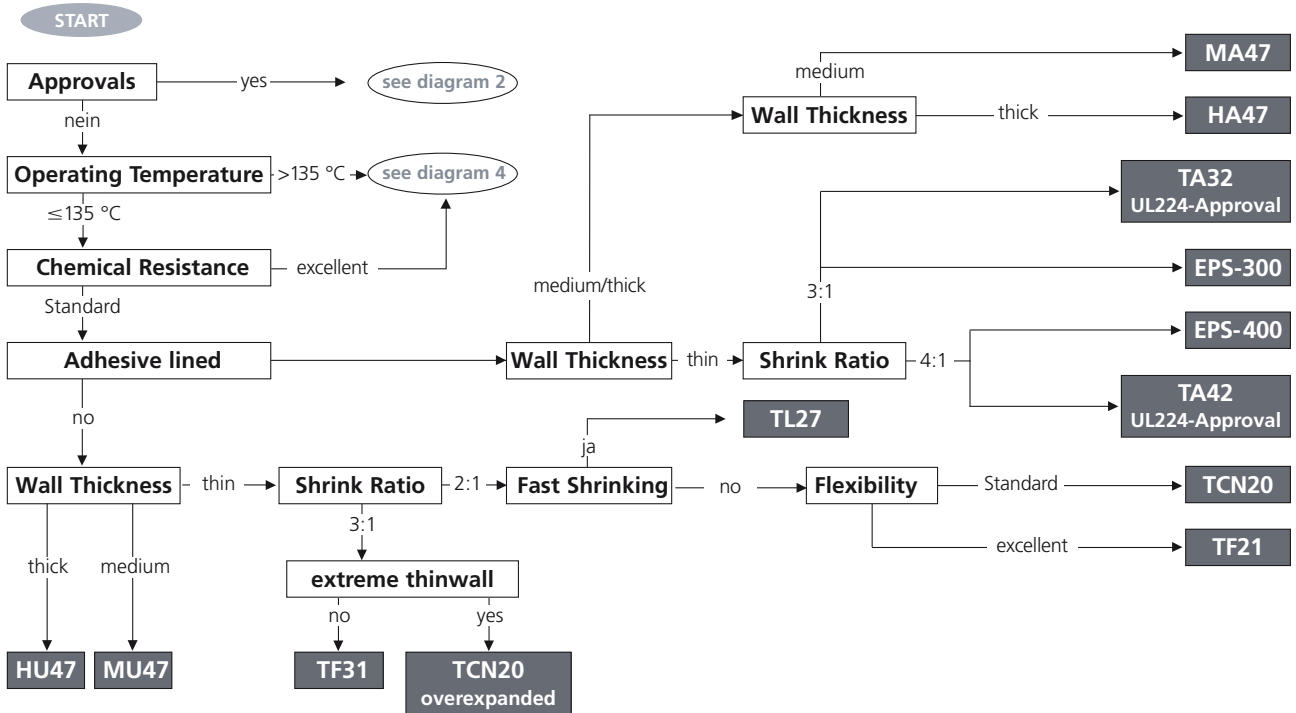 START
Approvals
yes
see diagram 2
nein
Operating Temperature
>135 °C
see diagram 4
≤135 °C
Chemical Resistance
excellent
Standard
Adhesive lined
Wall Thickness
thin
Shrink Ratio
4:1
medium/thick
3:1
Wall Thickness
medium
thick
MA47
HA47
TA32
UL224-Approval
EPS-300
EPS-400
TA42
UL224-Approval
no
Wall Thickness
thin
Shrink Ratio
2:1
Fast Shrinking
ja
TL27
no
Flexibility
Standard
TCN20
excellent
TF21
3:1
extreme thinwall
no
yes
TF31
TCN20
overexpanded
thick
medium
HU47
MU47